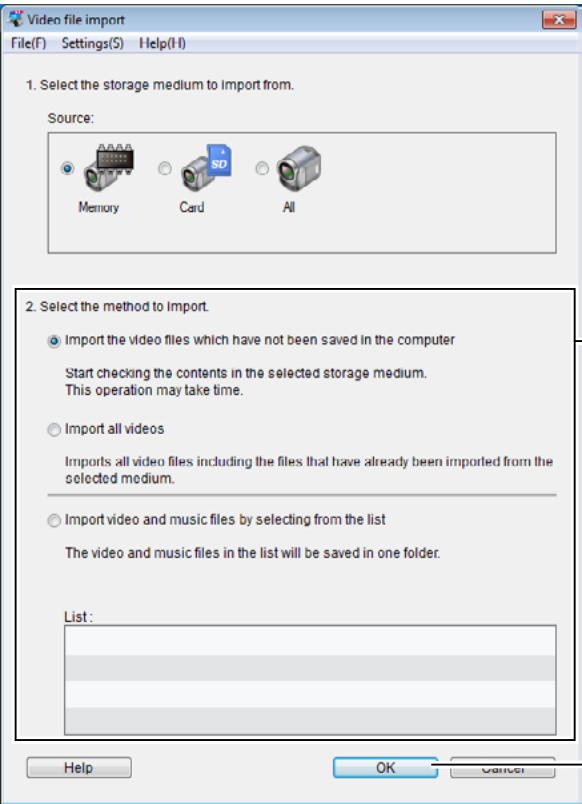 Video file import
File(F) Settings(S) Help(H)
1. Select the storage medium to import from.
Source:
SD
Memory Card All
2. Select the method to import.
Import the video files which have not been saved in the computer
Start checking the contents in the selected storage medium.
This operation may take time.
Import all videos
Imports all video files including the files that have already been imported from the
selected medium.
Import video and music files by selecting from the list
The video and music files in the list will be saved in one folder.
List :
Help OK Cancel